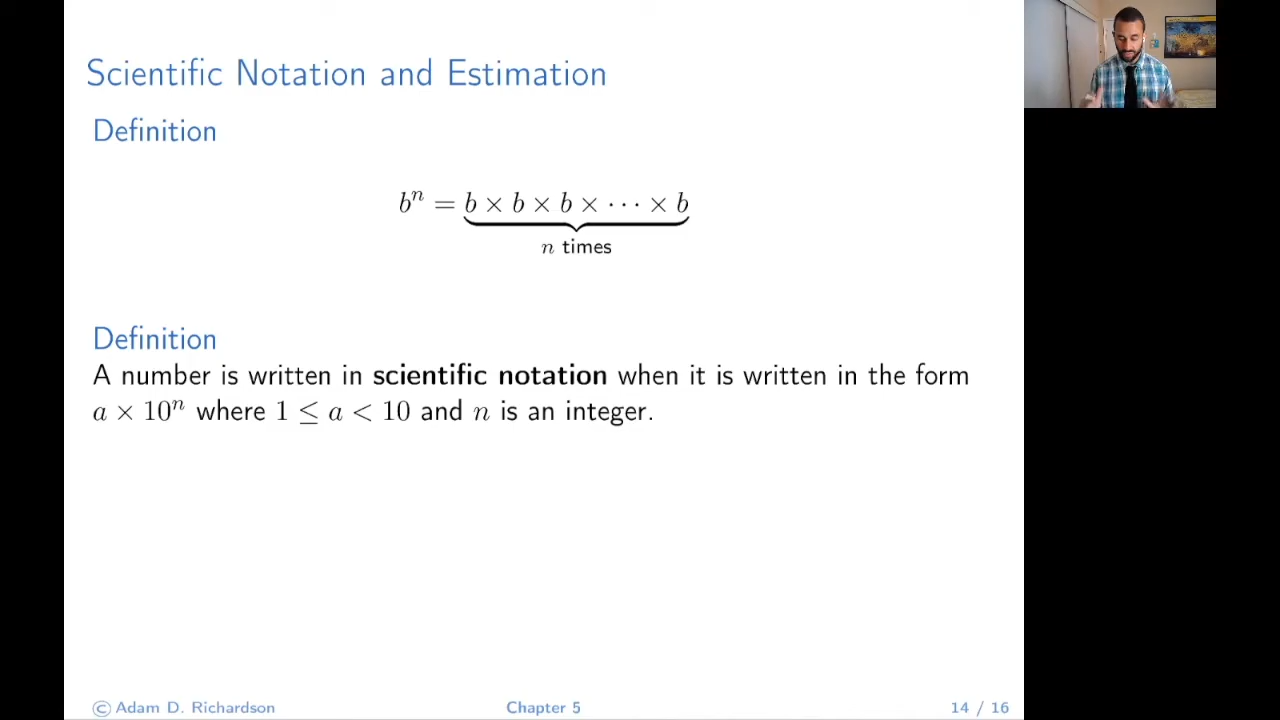 Scientific Notation and Estimation
Definition
bⁿ = b × b × b × ⋯ × b
n times
Definition
A number is written in scientific notation when it is written in the form
a × 10ⁿ where 1 ≤ a < 10 and n is an integer.
© Adam D. Richardson Chapter 5 14 / 16